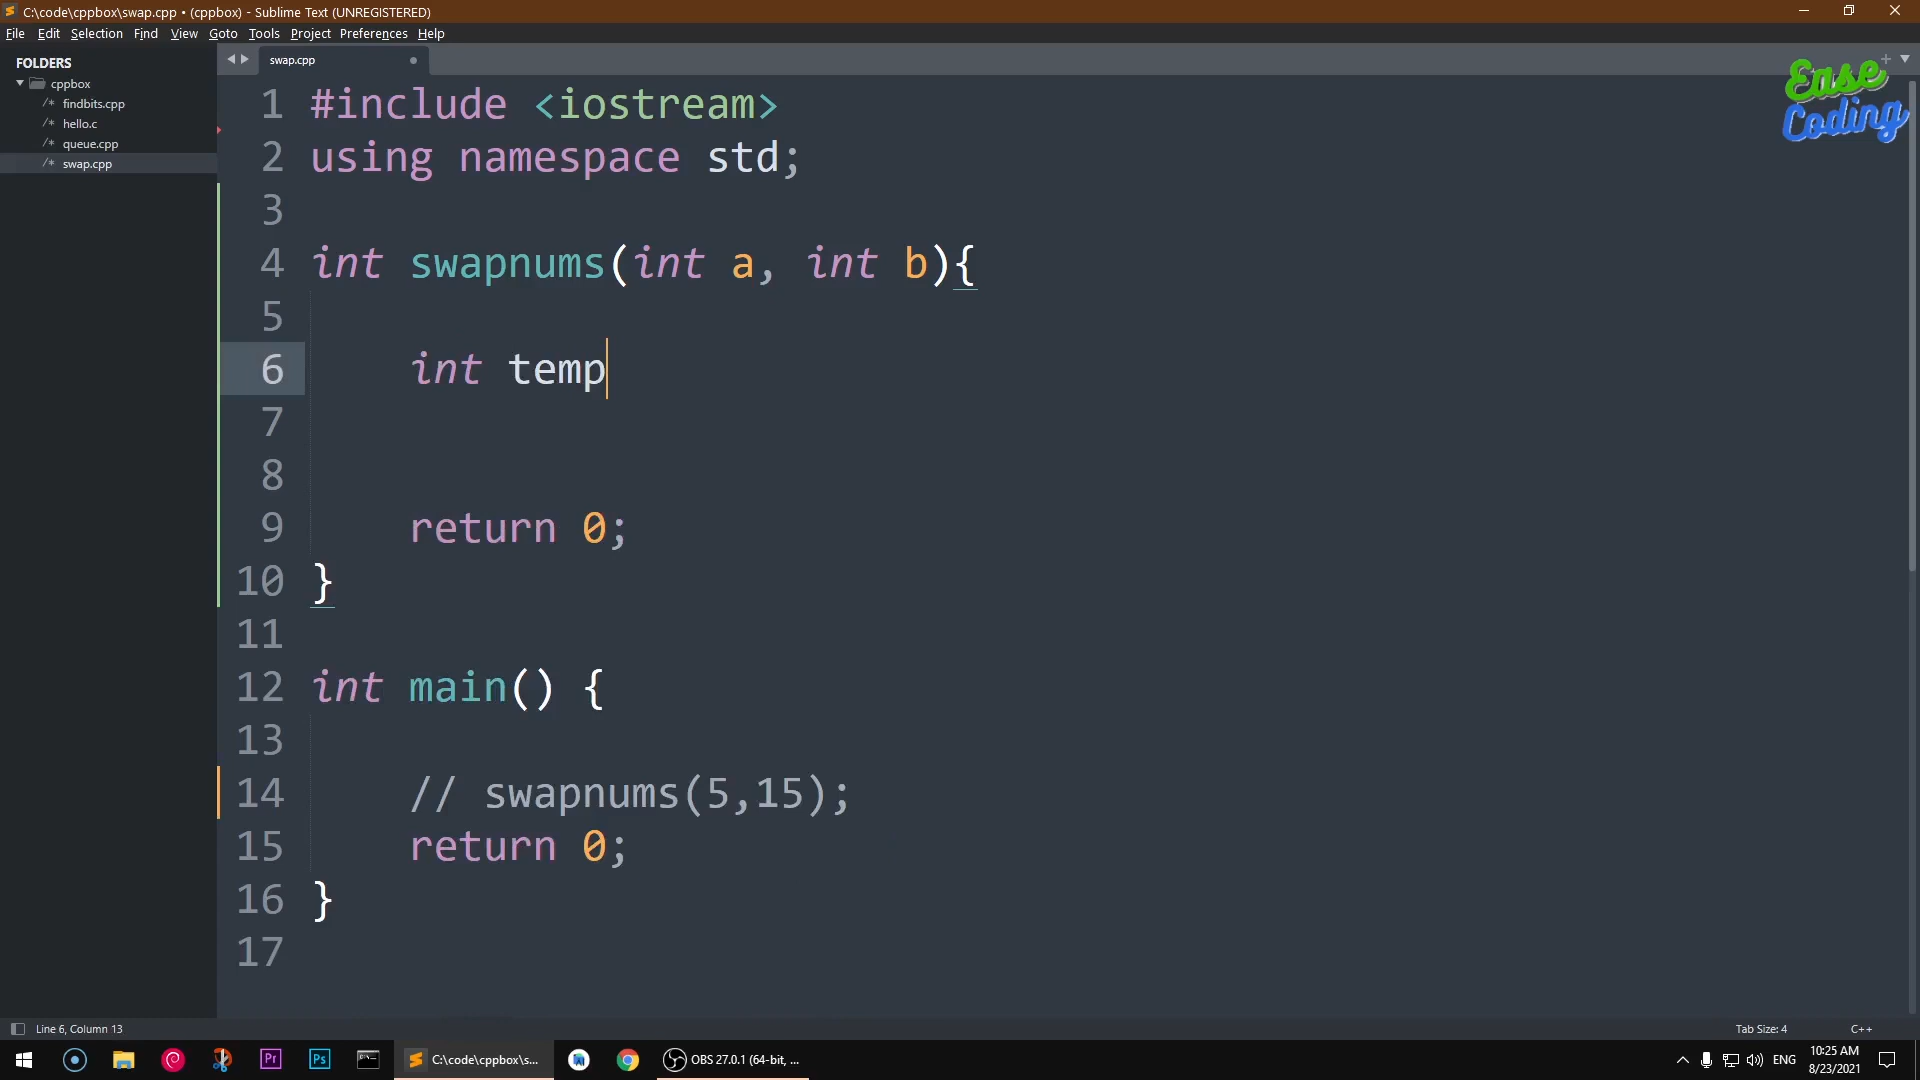 C:\code\cppbox\swap.cpp • (cppbox) - Sublime Text (UNREGISTERED)
File Edit Selection Find View Goto Tools Project Preferences Help
FOLDERS
cppbox
/* findbits.cpp
/* hello.c
/* queue.cpp
/* swap.cpp
swap.cpp
Ease
Coding
1 #include <iostream>
2 using namespace std;
3
4 int swapnums(int a, int b){
5
6 int temp
7
8
9 return 0;
10 }
11
12 int main() {
13
14 // swapnums(5,15);
15 return 0;
16 }
17
Line 6, Column 13
Tab Size: 4
C++
Pr
Ps
C:\code\cppbox\s...
OBS 27.0.1 (64-bit, ...
ENG
10:25 AM
8/23/2021